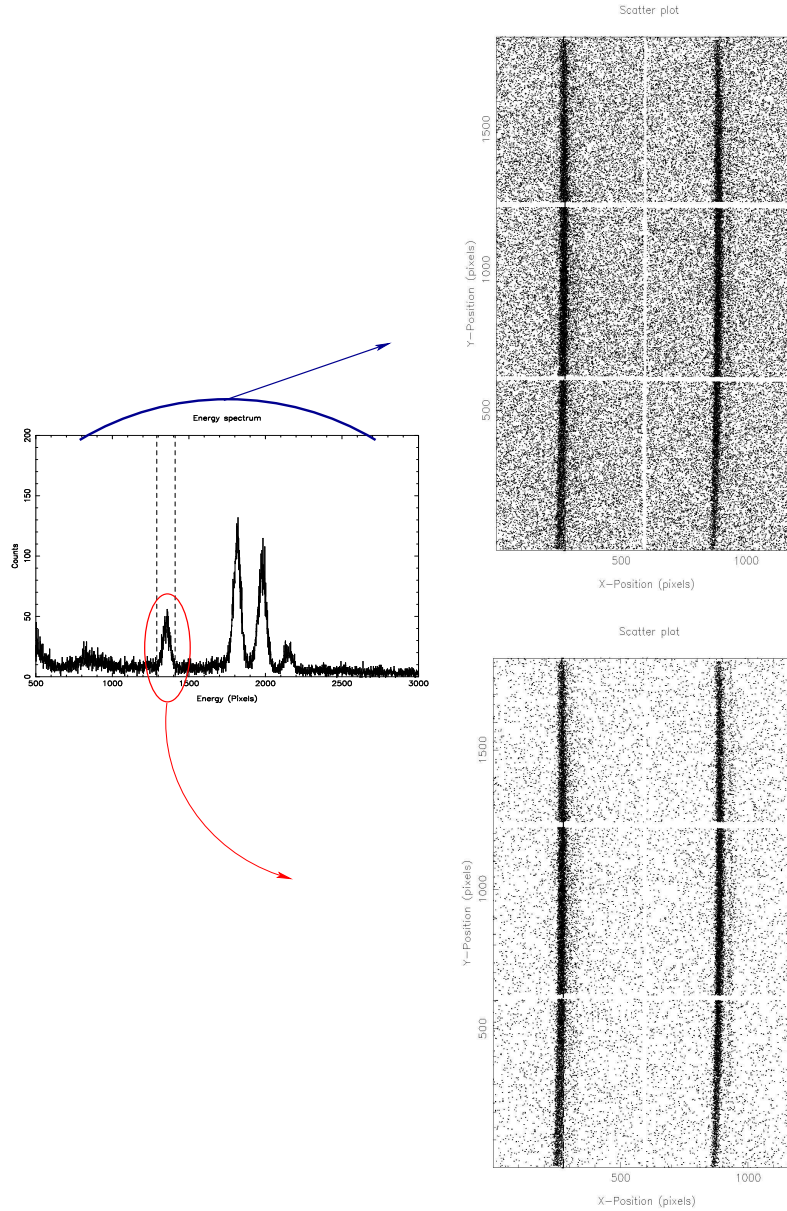 Scatter plot
Y-Position (pixels)
500
1000
1500
500
1000
X-Position (pixels)
Energy spectrum
Counts
0
50
100
150
200
500
1000
1500
2000
2500
3000
Energy (Pixels)
Scatter plot
Y-Position (pixels)
500
1000
1500
500
1000
X-Position (pixels)